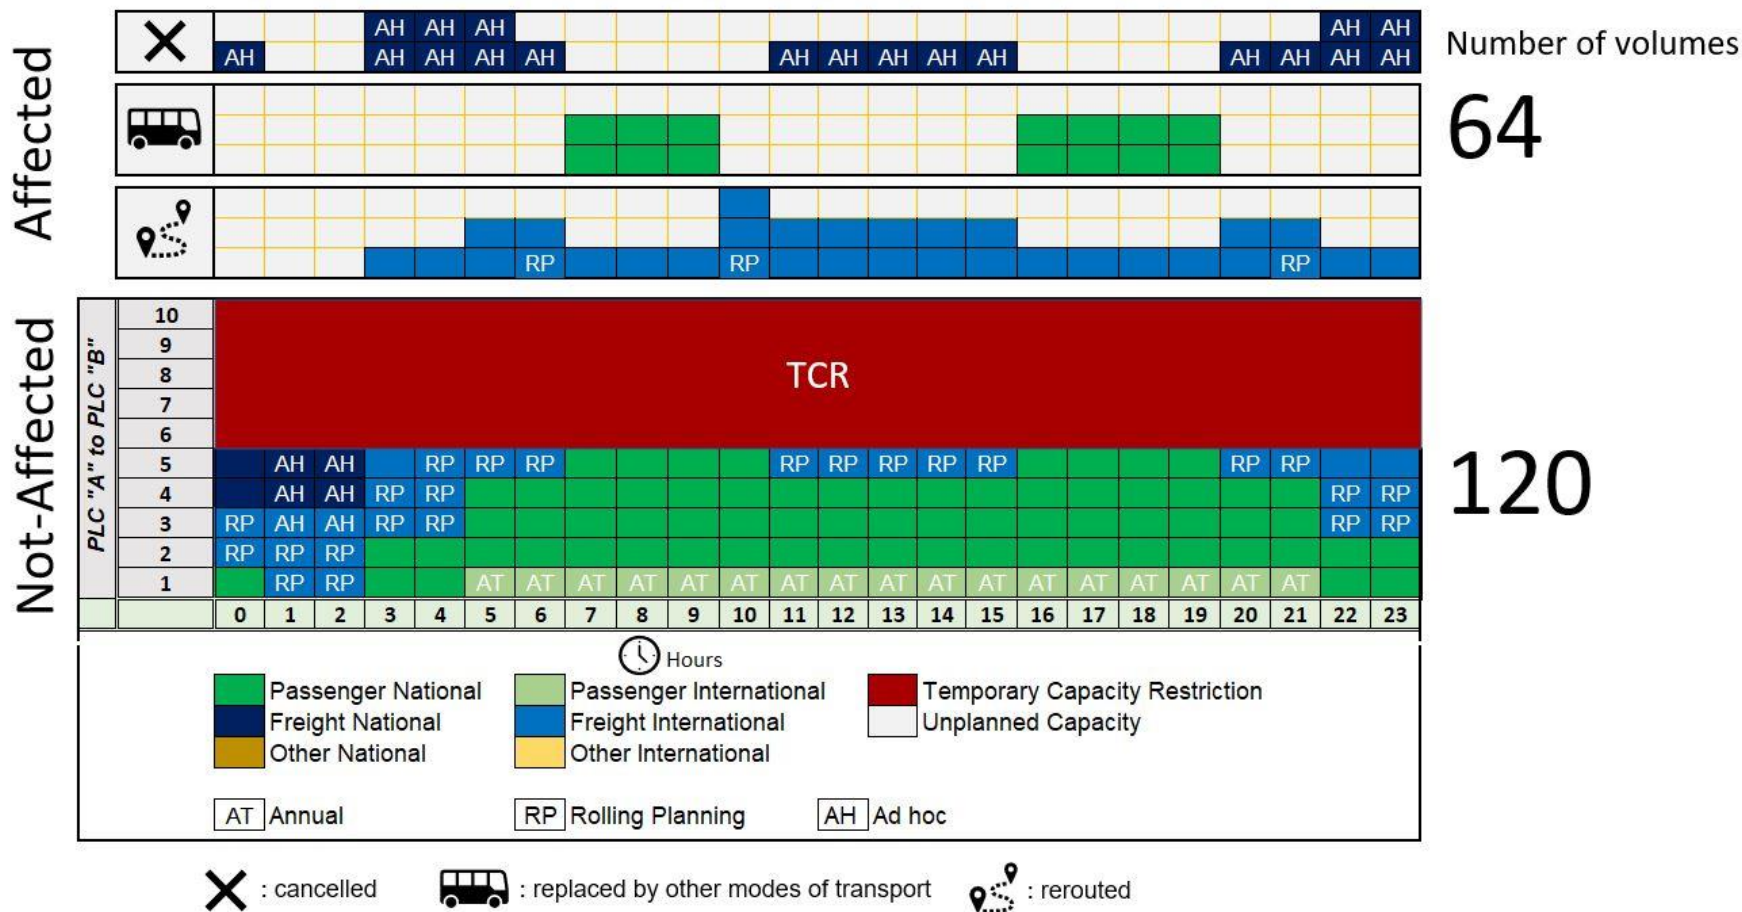 Affected
AH AH AH AH AH
AH AH AH AH AH AH AH AH AH AH AH AH AH AH
Number of volumes
64
RP RP RP
Not-Affected
PLC "A" to PLC "B"
10
9
8
7
6
TCR
5 AH AH RP RP RP RP RP RP RP RP RP RP
4 AH AH RP RP RP RP
3 RP AH AH RP RP RP RP
2 RP RP RP
1 RP RP AT AT AT AT AT AT AT AT AT AT AT AT AT AT AT AT AT
120
0 1 2 3 4 5 6 7 8 9 10 11 12 13 14 15 16 17 18 19 20 21 22 23
Hours
Passenger National Passenger International Temporary Capacity Restriction
Freight National Freight International Unplanned Capacity
Other National Other International
AT Annual RP Rolling Planning AH Ad hoc
: cancelled : replaced by other modes of transport : rerouted